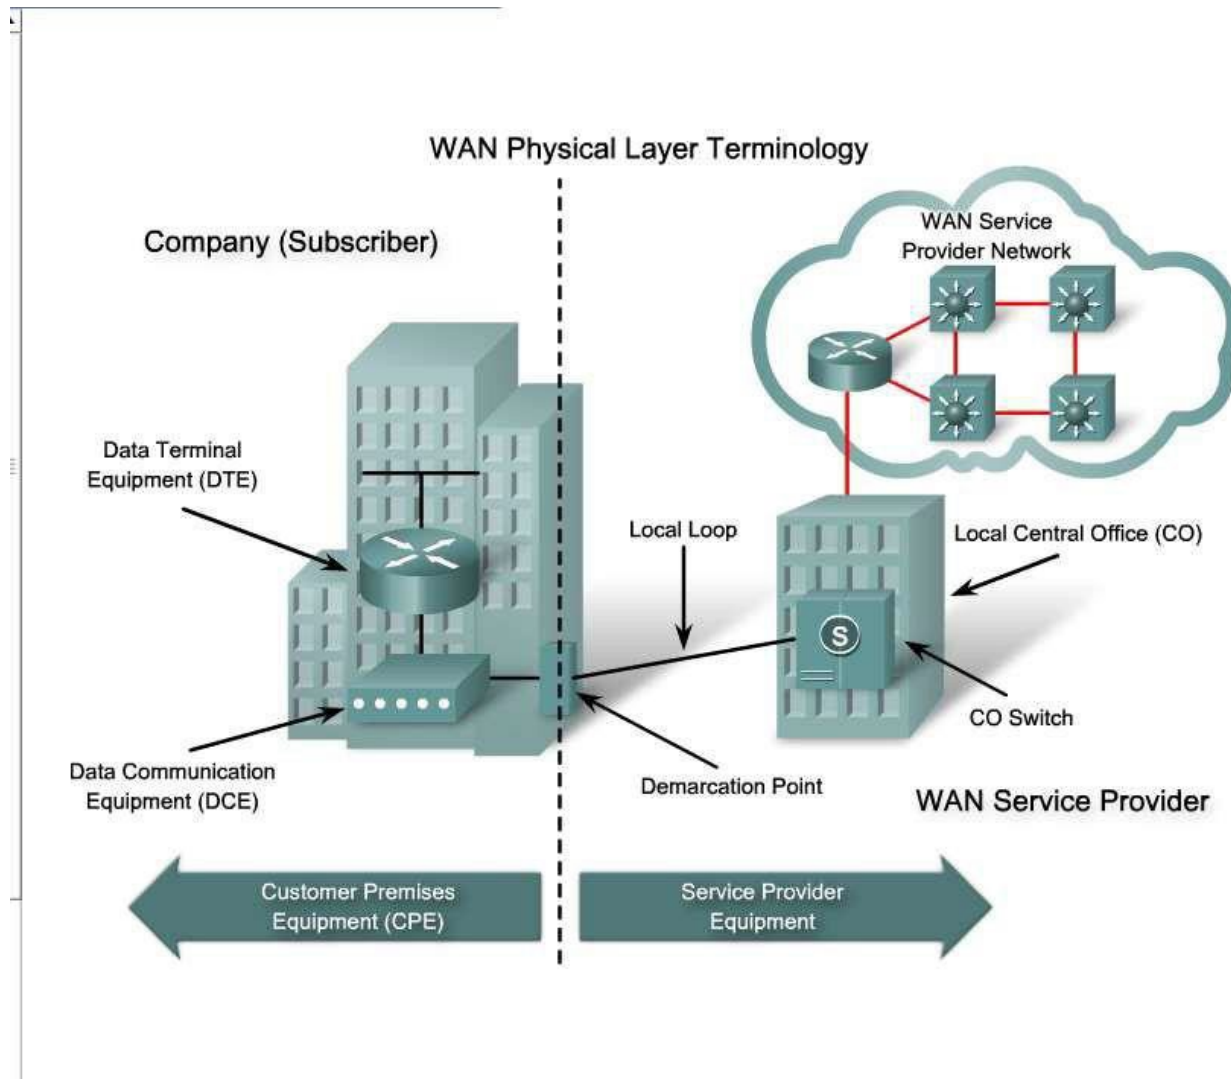 WAN Physical Layer Terminology
Company (Subscriber)
WAN Service
Provider Network
Data Terminal
Equipment (DTE)
Local Loop
Local Central Office (CO)
S
CO Switch
Data Communication
Equipment (DCE)
Demarcation Point
WAN Service Provider
Customer Premises
Equipment (CPE)
Service Provider
Equipment